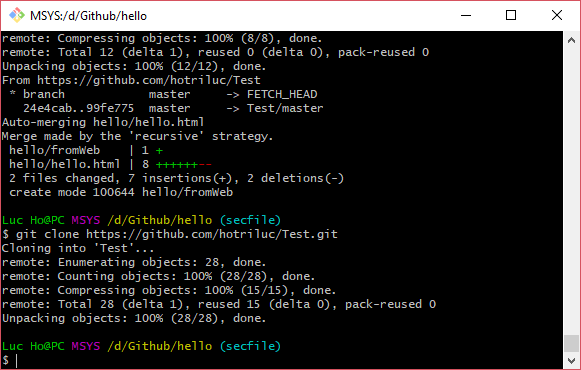 MSYS:/d/Github/hello
remote: Compressing objects: 100% (8/8), done.
remote: Total 12 (delta 1), reused 0 (delta 0), pack-reused 0
Unpacking objects: 100% (12/12), done.
From https://github.com/hotriluc/Test
 * branch            master     -> FETCH_HEAD
   24e4cab..99fe775  master     -> Test/master
Auto-merging hello/hello.html
Merge made by the 'recursive' strategy.
 hello/fromWeb    | 1 +
 hello/hello.html | 8 ++++++--
 2 files changed, 7 insertions(+), 2 deletions(-)
 create mode 100644 hello/fromWeb
Luc Ho@PC MSYS /d/Github/hello (secfile)
$ git clone https://github.com/hotriluc/Test.git
Cloning into 'Test'...
remote: Enumerating objects: 28, done.
remote: Counting objects: 100% (28/28), done.
remote: Compressing objects: 100% (15/15), done.
remote: Total 28 (delta 1), reused 15 (delta 0), pack-reused 0
Unpacking objects: 100% (28/28), done.
Luc Ho@PC MSYS /d/Github/hello (secfile)
$